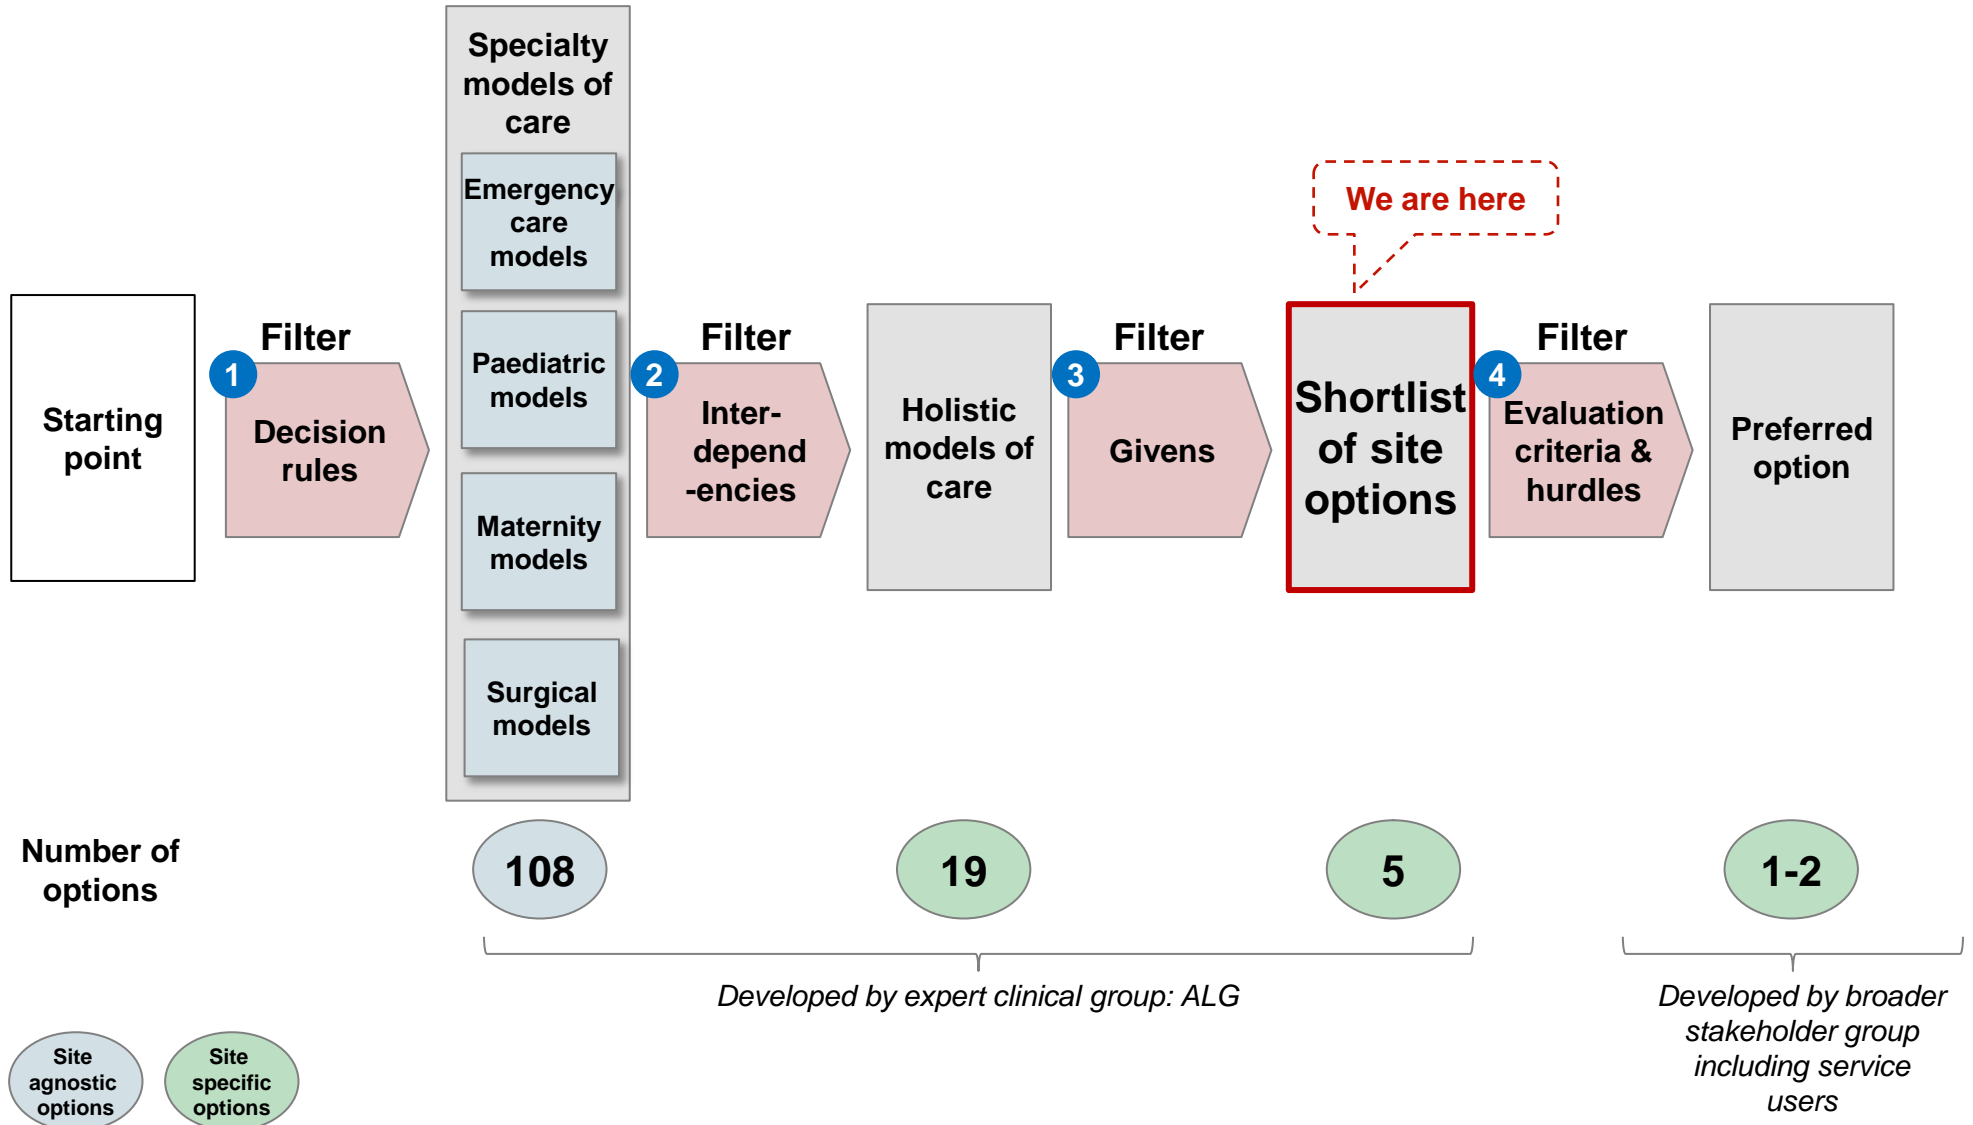 Specialty
models of
care
Emergency
care
models
Paediatric
models
Maternity
models
Surgical
models
We are here
Starting
point
Filter
1
Decision
rules
Filter
2
Inter-
depend
-encies
Holistic
models of
care
Filter
3
Givens
Shortlist
of site
options
Filter
4
Evaluation
criteria &
hurdles
Preferred
option
Number of
options
108
19
5
1-2
Developed by expert clinical group: ALG
Developed by broader
stakeholder group
including service
users
Site
agnostic
options
Site
specific
options